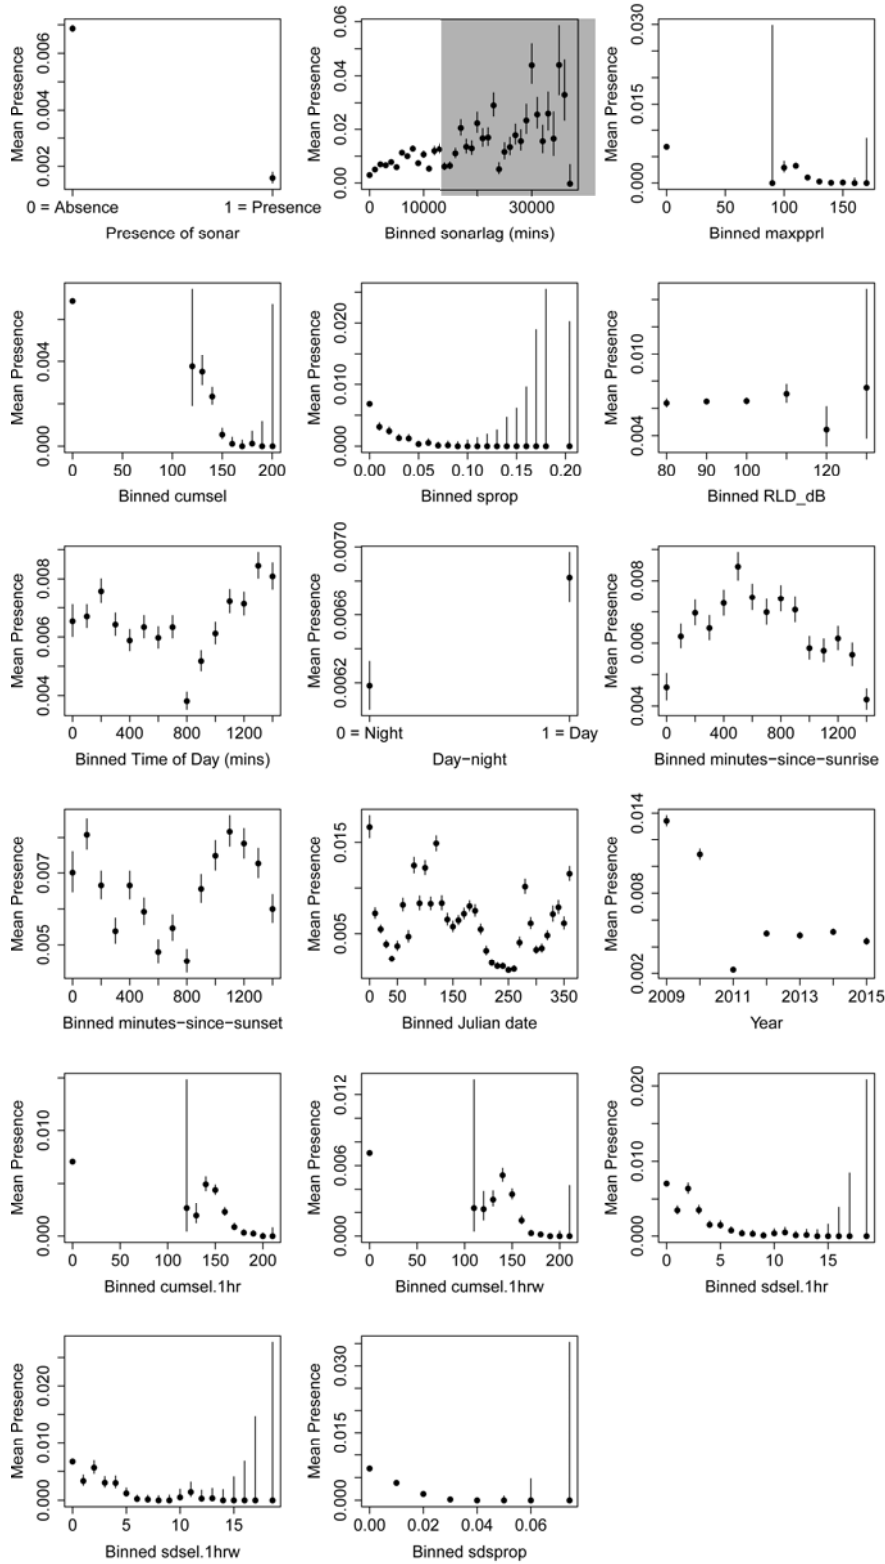 Mean Presence
0.006
0.002
0 = Absence 1 = Presence
Presence of sonar
Mean Presence
0.06
0.04
0.02
0.00
0 10000 30000
Binned sonarlag (mins)
Mean Presence
0.030
0.015
0.000
0 50 100 150
Binned maxpprl
Mean Presence
0.004
0.000
0 50 100 150 200
Binned cumsel
Mean Presence
0.020
0.010
0.000
0.00 0.05 0.10 0.15 0.20
Binned sprop
Mean Presence
0.010
0.004
80 90 100 120
Binned RLD_dB
Mean Presence
0.008
0.006
0.004
0 400 800 1200
Binned Time of Day (mins)
Mean Presence
0.0070
0.0066
0.0062
0 = Night 1 = Day
Day−night
Mean Presence
0.008
0.006
0.004
0 400 800 1200
Binned minutes−since−sunrise
Mean Presence
0.007
0.005
0 400 800 1200
Binned minutes−since−sunset
Mean Presence
0.015
0.005
0 50 150 250 350
Binned Julian date
Mean Presence
0.014
0.008
0.002
2009 2011 2013 2015
Year
Mean Presence
0.010
0.000
0 50 100 150 200
Binned cumsel.1hr
Mean Presence
0.012
0.006
0.000
0 50 100 150 200
Binned cumsel.1hrw
Mean Presence
0.020
0.010
0.000
0 5 10 15
Binned sdsel.1hr
Mean Presence
0.020
0.010
0.000
0 5 10 15
Binned sdsel.1hrw
Mean Presence
0.030
0.015
0.000
0.00 0.02 0.04 0.06
Binned sdsprop